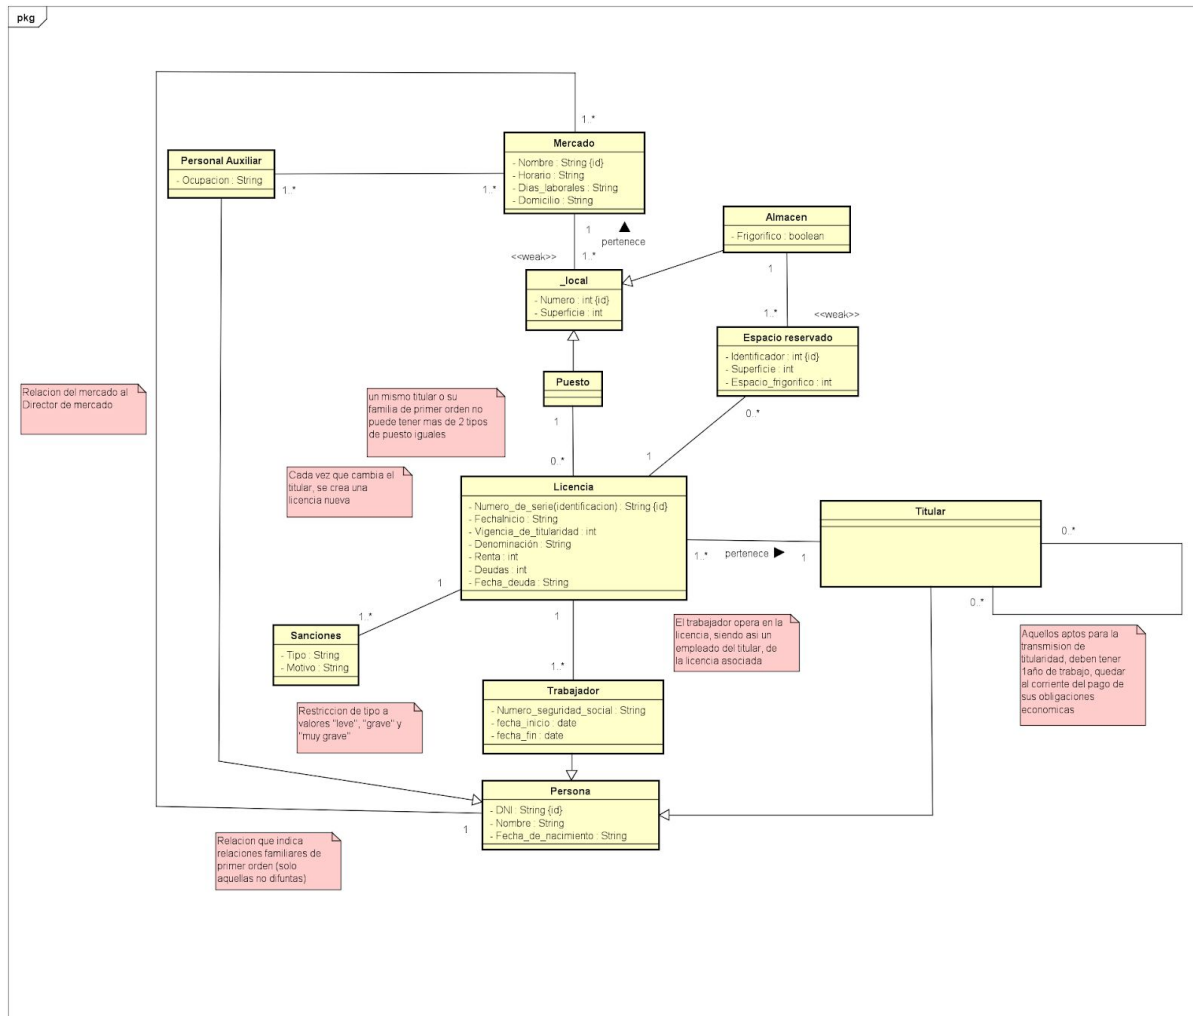 pkg
1..*
Mercado
- Nombre : String {id}
- Horario : String
- Dias_laborales : String
- Domicilio : String
Personal Auxiliar
- Ocupacion : String
1..*
1..*
1
pertenece
<<weak>>
1..*
Almacen
- Frigorifico : boolean
1
_local
- Numero : int {id}
- Superficie : int
1..*
<<weak>>
Espacio reservado
- Identificador : int {id}
- Superficie : int
- Espacio_frigorifico : int
0..*
Puesto
1
Relacion del mercado al
Director de mercado
un mismo titular o su
familia de primer orden no
puede tener mas de 2 tipos
de puesto iguales
0..*
1
Cada vez que cambia el
titular, se crea una
licencia nueva
Licencia
- Numero_de_serie(identificacion) : String {id}
- FechaInicio : String
- Vigencia_de_titularidad : int
- Denominación : String
- Renta : int
- Deudas : int
- Fecha_deuda : String
1..*
pertenece
1
Titular
0..*
0..*
1
1..*
Sanciones
- Tipo : String
- Motivo : String
1
1..*
El trabajador opera en la
licencia, siendo asi un
empleado del titular, de
la licencia asociada
Aquellos aptos para la
transmision de
titularidad, deben tener
1año de trabajo, quedar
al corriente del pago de
sus obligaciones
economicas
Restriccion de tipo a
valores "leve", "grave" y
"muy grave"
Trabajador
- Numero_seguridad_social : String
- fecha_inicio : date
- fecha_fin : date
Persona
- DNI : String {id}
- Nombre : String
- Fecha_de_nacimiento : String
1
Relacion que indica
relaciones familiares de
primer orden (solo
aquellas no difuntas)